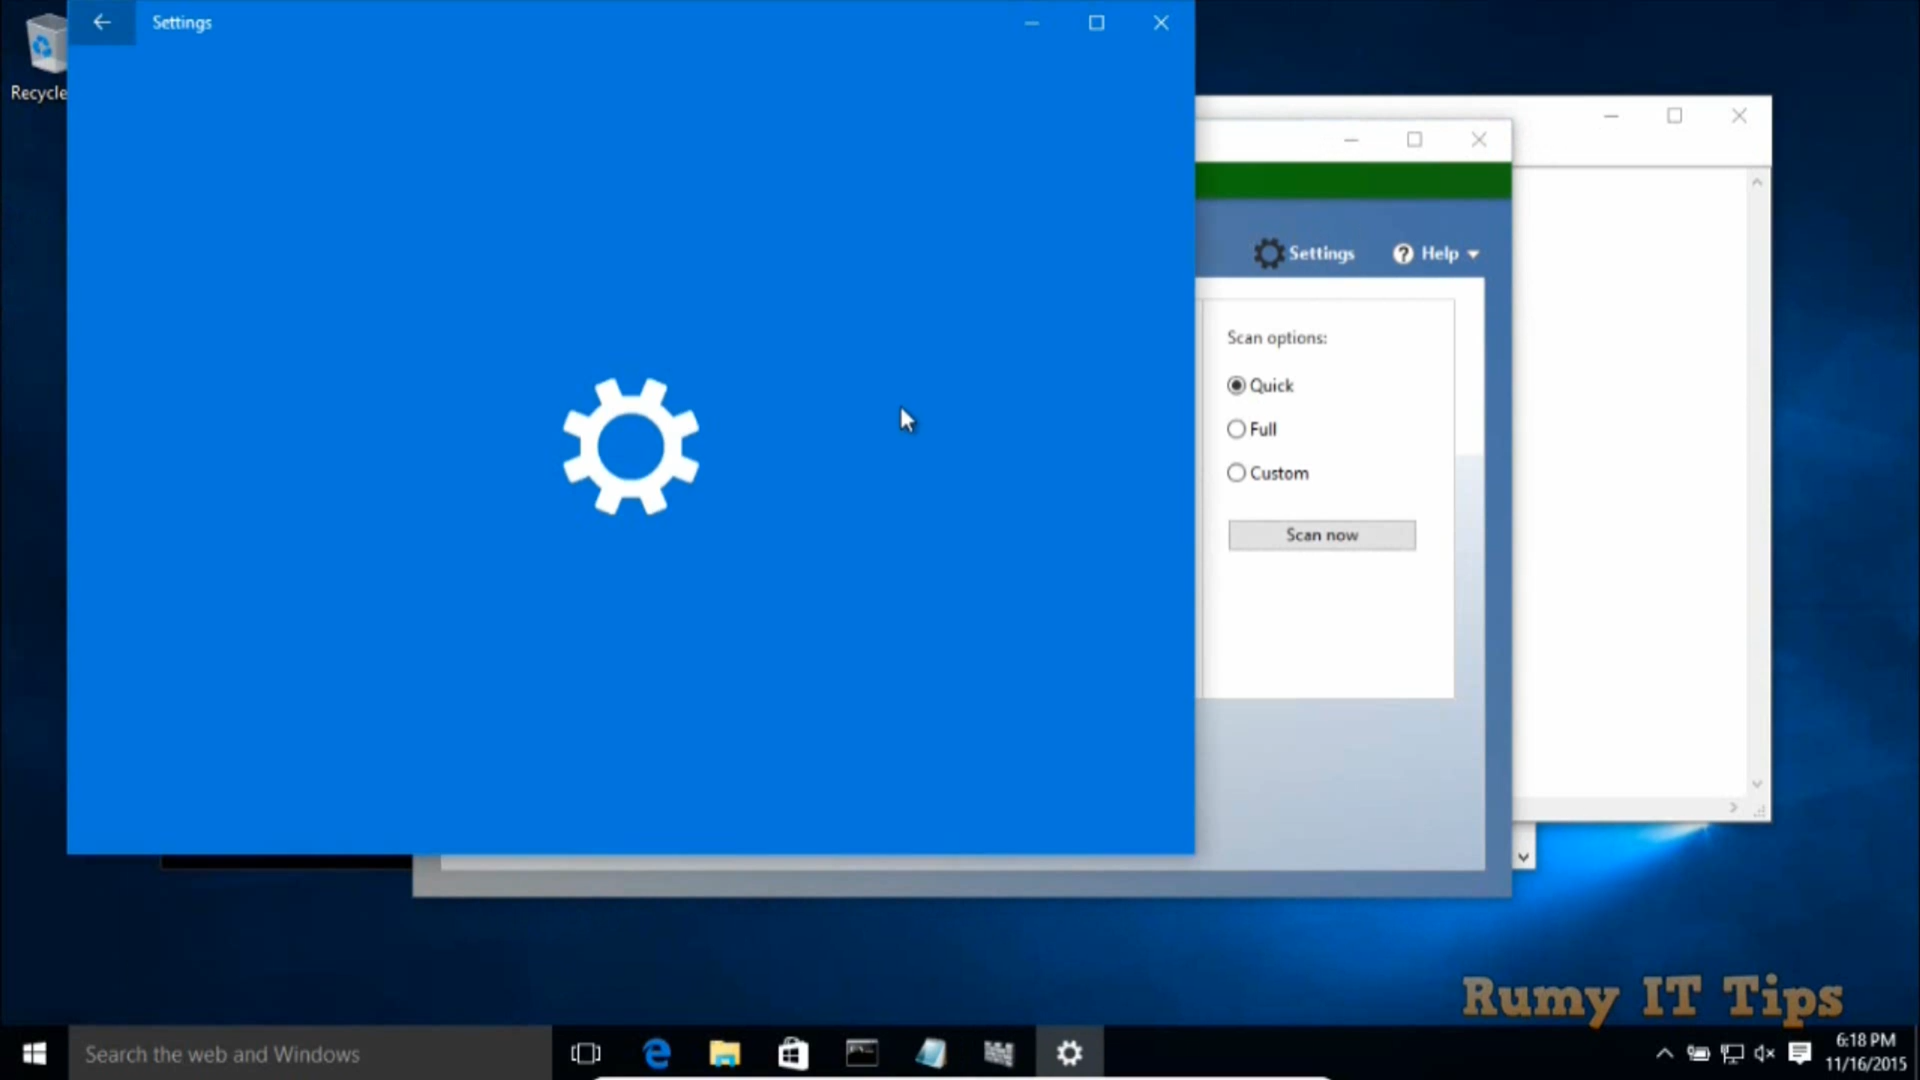 Settings
Recycle
Settings
Help
Scan options:
Quick
Full
Custom
Scan now
Rumy IT Tips
Search the web and Windows
6:18 PM
11/16/2015